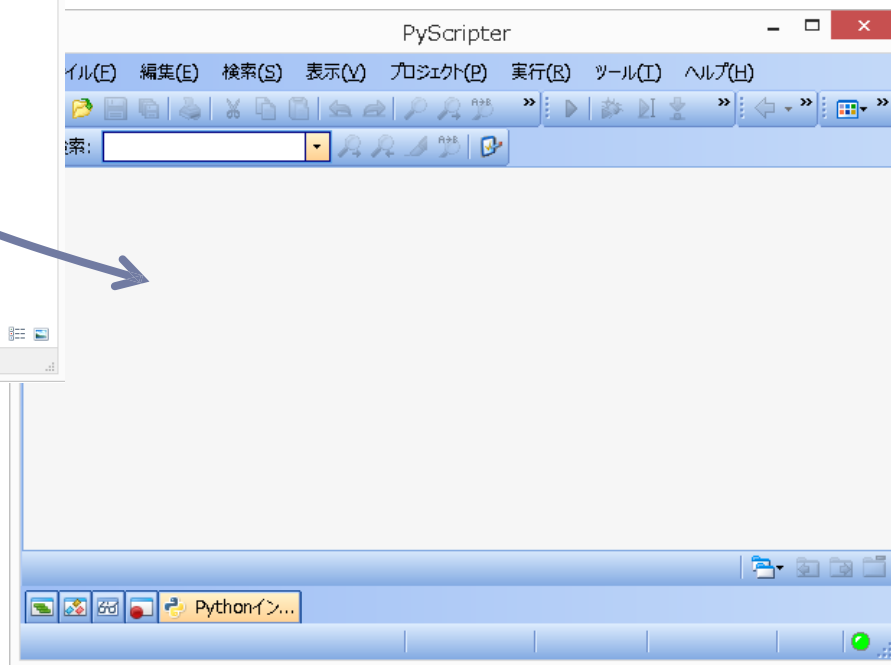 PyScripter
イル(F) 編集(E) 検索(S) 表示(V) プロジェクト(P) 実行(R) ツール(T) ヘルプ(H)
索:
Pythonイン...